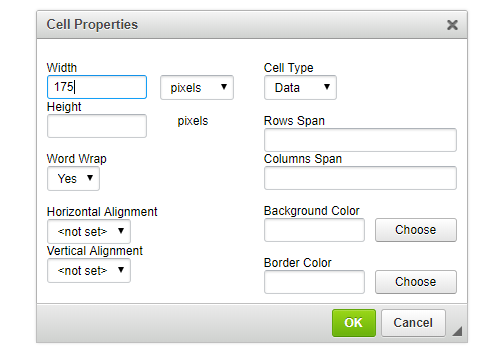 Cell Properties
Width
175
pixels
Height
pixels
Word Wrap
Yes
Horizontal Alignment
<not set>
Vertical Alignment
<not set>
Cell Type
Data
Rows Span
Columns Span
Background Color
Choose
Border Color
Choose
OK
Cancel